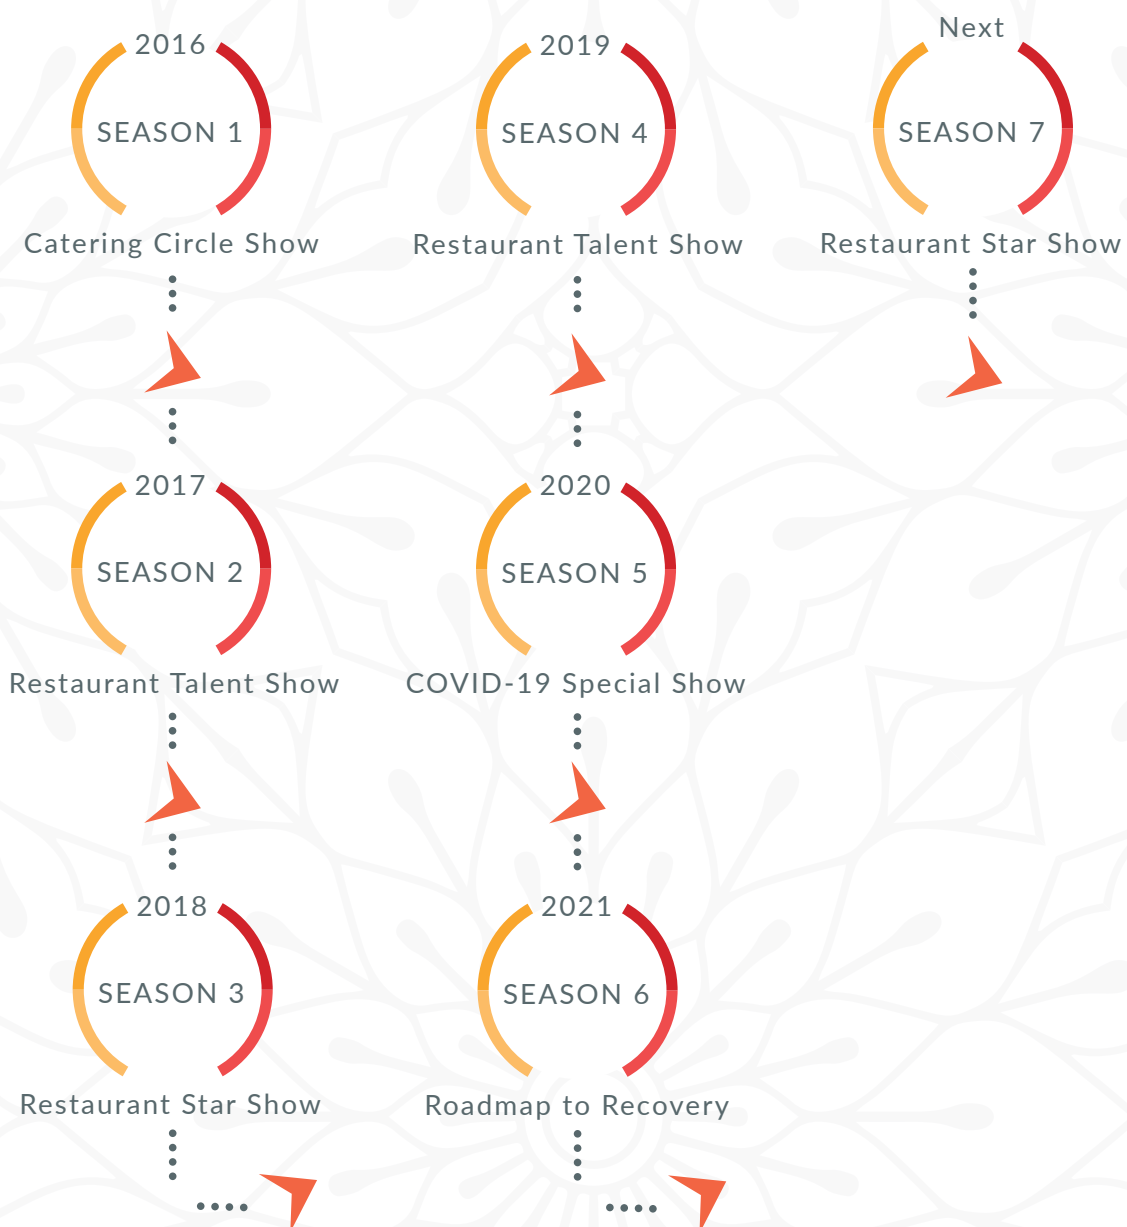 2016
SEASON 1
Catering Circle Show
2017
SEASON 2
Restaurant Talent Show
2018
SEASON 3
Restaurant Star Show
2019
SEASON 4
Restaurant Talent Show
2020
SEASON 5
COVID-19 Special Show
2021
SEASON 6
Roadmap to Recovery
Next
SEASON 7
Restaurant Star Show